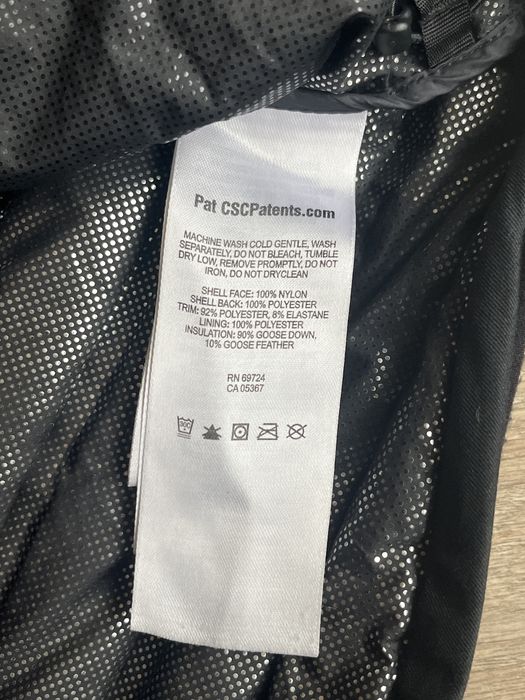 Pat CSCPatents.com
MACHINE WASH COLD GENTLE, WASH
SEPARATELY, DO NOT BLEACH, TUMBLE
DRY LOW, REMOVE PROMPTLY, DO NOT
IRON, DO NOT DRYCLEAN
SHELL FACE: 100% NYLON
SHELL BACK: 100% POLYESTER
TRIM: 92% POLYESTER, 8% ELASTANE
LINING: 100% POLYESTER
INSULATION: 90% GOOSE DOWN,
10% GOOSE FEATHER
RN 69724
CA 05367